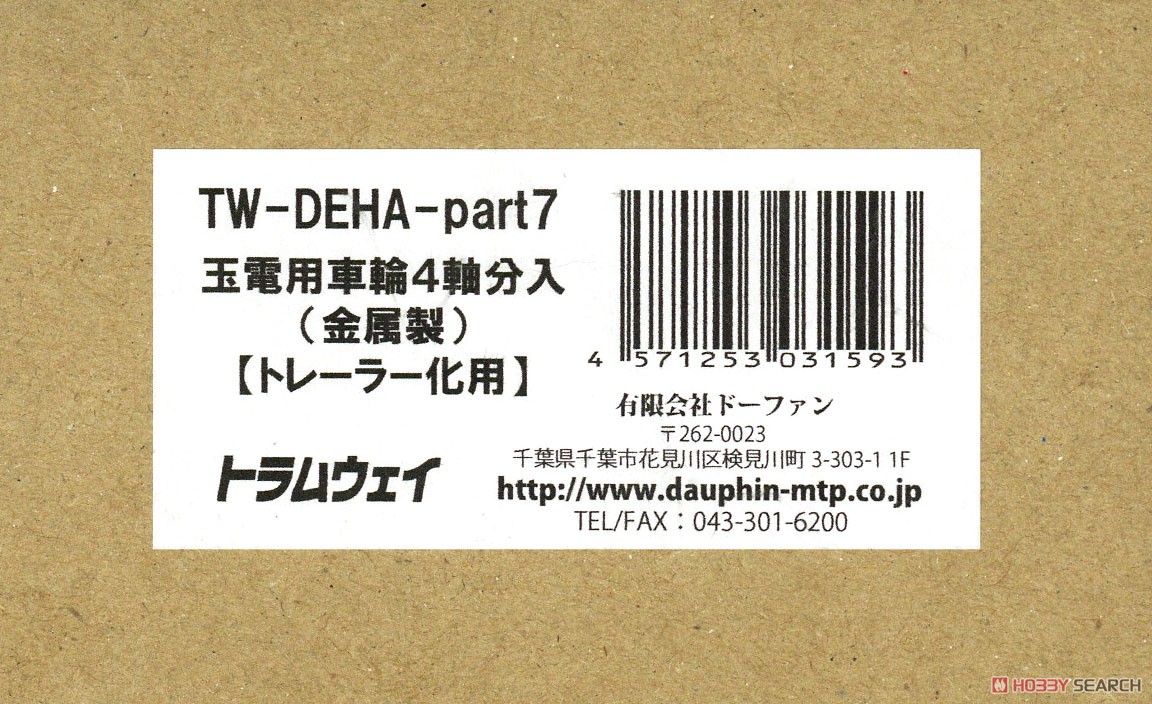 TW-DEHA-part7
玉電用車輪4軸分入
（金属製）
【トレーラー化用】
トラムウェイ
4 571253 031593
有限会社ドーファン
〒262-0023
千葉県千葉市花見川区検見川町 3-303-1 1F
http://www.dauphin-mtp.co.jp
TEL/FAX：043-301-6200
HOBBY SEARCH